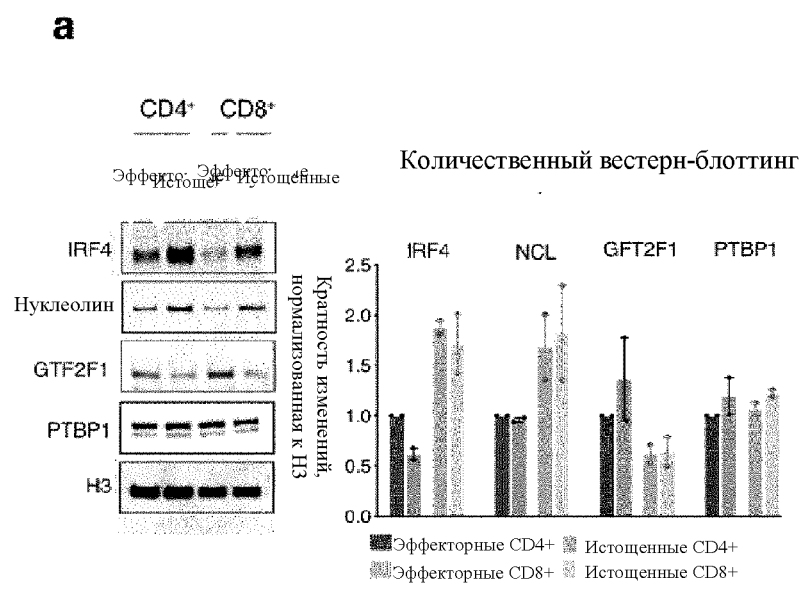 a
CD4+ CD8+
Истощенные
Количественный вестерн-блоттинг
IRF4
Нуклеолин
GTF2F1
PTBP1
H3
Кратность изменений,
нормализованная к H3
IRF4 NCL GFT2F1 PTBP1
2.5
2.0
1.5
1.0
0.5
0.0
Эффекторные CD4+ Истощенные CD4+
Эффекторные CD8+ Истощенные CD8+